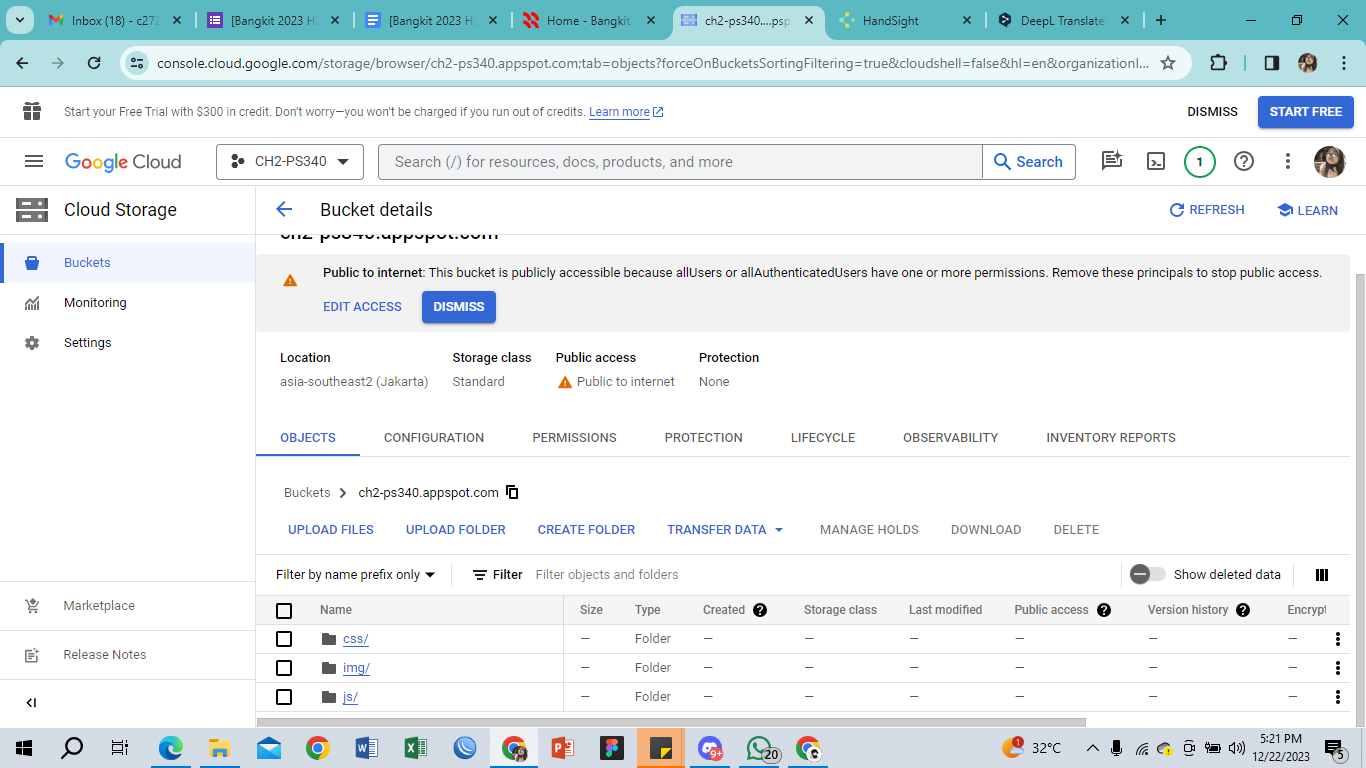 Inbox (18) - c272
[Bangkit 2023 H
[Bangkit 2023 H
Home - Bangkit
ch2-ps340....psp
HandSight
DeepL Translate
console.cloud.google.com/storage/browser/ch2-ps340.appspot.com;tab=objects?forceOnBucketsSortingFiltering=true&cloudshell=false&hl=en&organizationI...
Start your Free Trial with $300 in credit. Don't worry—you won't be charged if you run out of credits. Learn more
DISMISS
START FREE
Google Cloud
CH2-PS340
Search (/) for resources, docs, products, and more
Search
1
Cloud Storage
Bucket details
REFRESH
LEARN
Buckets
Monitoring
Settings
Marketplace
Release Notes
ch2-ps340.appspot.com
Public to internet: This bucket is publicly accessible because allUsers or allAuthenticatedUsers have one or more permissions. Remove these principals to stop public access.
EDIT ACCESS
DISMISS
Location Storage class Public access Protection
asia-southeast2 (Jakarta) Standard Public to internet None
OBJECTS CONFIGURATION PERMISSIONS PROTECTION LIFECYCLE OBSERVABILITY INVENTORY REPORTS
Buckets > ch2-ps340.appspot.com
UPLOAD FILES UPLOAD FOLDER CREATE FOLDER TRANSFER DATA MANAGE HOLDS DOWNLOAD DELETE
Filter by name prefix only Filter Filter objects and folders Show deleted data
Name Size Type Created Storage class Last modified Public access Version history Encrypt
css/ — Folder — — — — — —
img/ — Folder — — — — — —
js/ — Folder — — — — — —
9+
20
1
32°C
5:21 PM
12/22/2023
5